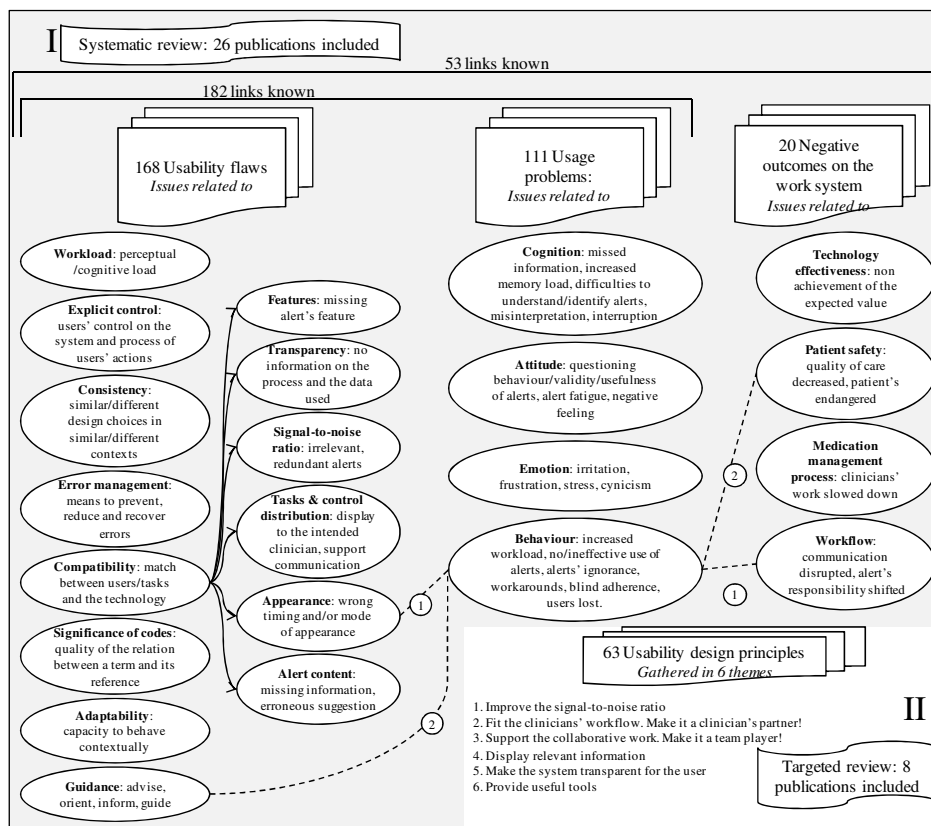 I
Systematic review: 26 publications included
53 links known
182 links known
168 Usability flaws
Issues related to
111 Usage
problems:
Issues related to
20 Negative
outcomes on the
work system
Issues related to
Workload: perceptual
/cognitive load
Explicit control:
users' control on the
system and process of
users' actions
Consistency:
similar/different
design choices in
similar/different
contexts
Error management:
means to prevent,
reduce and recover
errors
Compatibility: match
between users/tasks
and the technology
Significance of codes:
quality of the relation
between a term and its
reference
Adaptability:
capacity to behave
contextually
Guidance: advise,
orient, inform, guide
Features: missing
alert's feature
Transparency: no
information on the
process and the data
used
Signal-to-noise
ratio: irrelevant,
redundant alerts
Tasks & control
distribution: display
to the intended
clinician, support
communication
Appearance: wrong
timing and/or mode of
appearance
Alert content:
missing information,
erroneous suggestion
1
2
Cognition: missed
information, increased
memory load, difficulties to
understand/identify alerts,
misinterpretation, interruption
Attitude: questioning
behaviour/validity/usefulness
of alerts, alert fatigue, negative
feeling
Emotion: irritation,
frustration, stress, cynicism
Behaviour: increased
workload, no/ineffective use of
alerts, alerts' ignorance,
workarounds, blind adherence,
users lost.
2
1
Technology
effectiveness: non
achievement of the
expected value
Patient safety:
quality of care
decreased, patient's
endangered
Medication
management
process: clinicians'
work slowed down
Workflow:
communication
disrupted, alert's
responsibility shifted
63 Usability design principles
Gathered in 6 themes
II
1. Improve the signal-to-noise ratio
2. Fit the clinicians' workflow. Make it a clinician's partner!
3. Support the collaborative work. Make it a team player!
4. Display relevant information
5. Make the system transparent for the user
6. Provide useful tools
Targeted review: 8
publications included